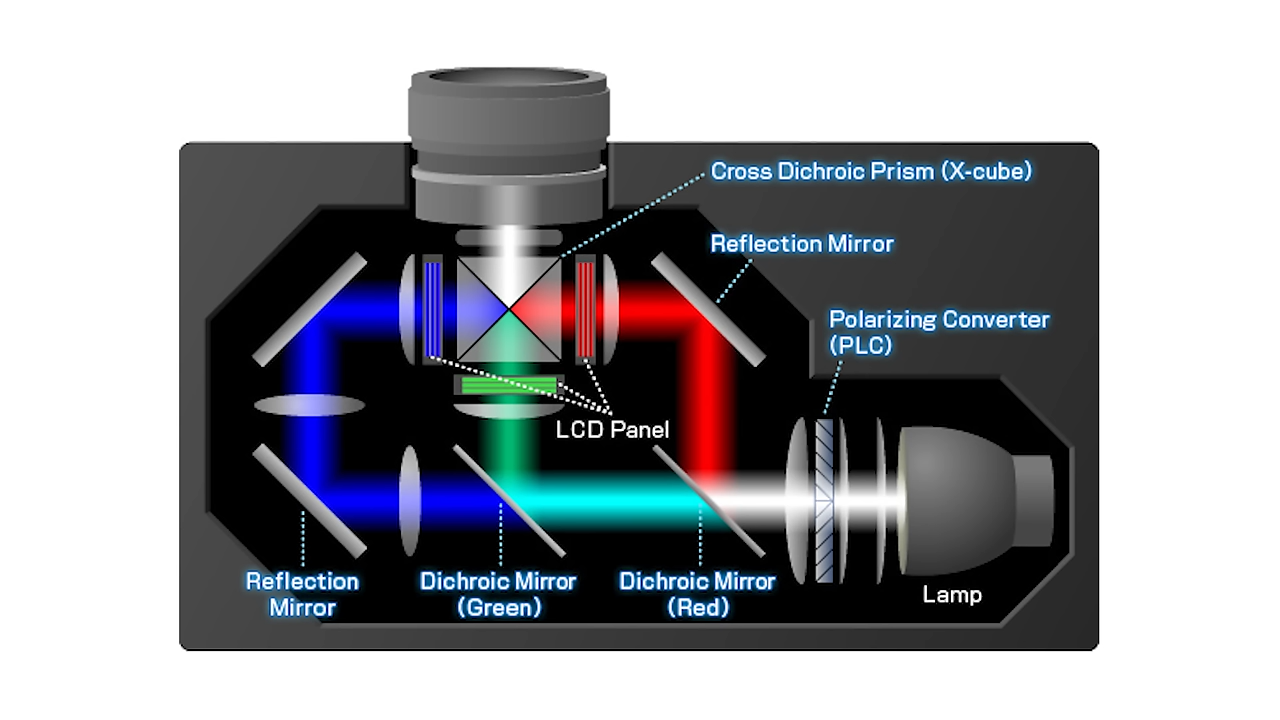 Cross Dichroic Prism (X-cube)
Reflection Mirror
Polarizing Converter
(PLC)
LCD Panel
Reflection
Mirror
Dichroic Mirror
(Green)
Dichroic Mirror
(Red)
Lamp